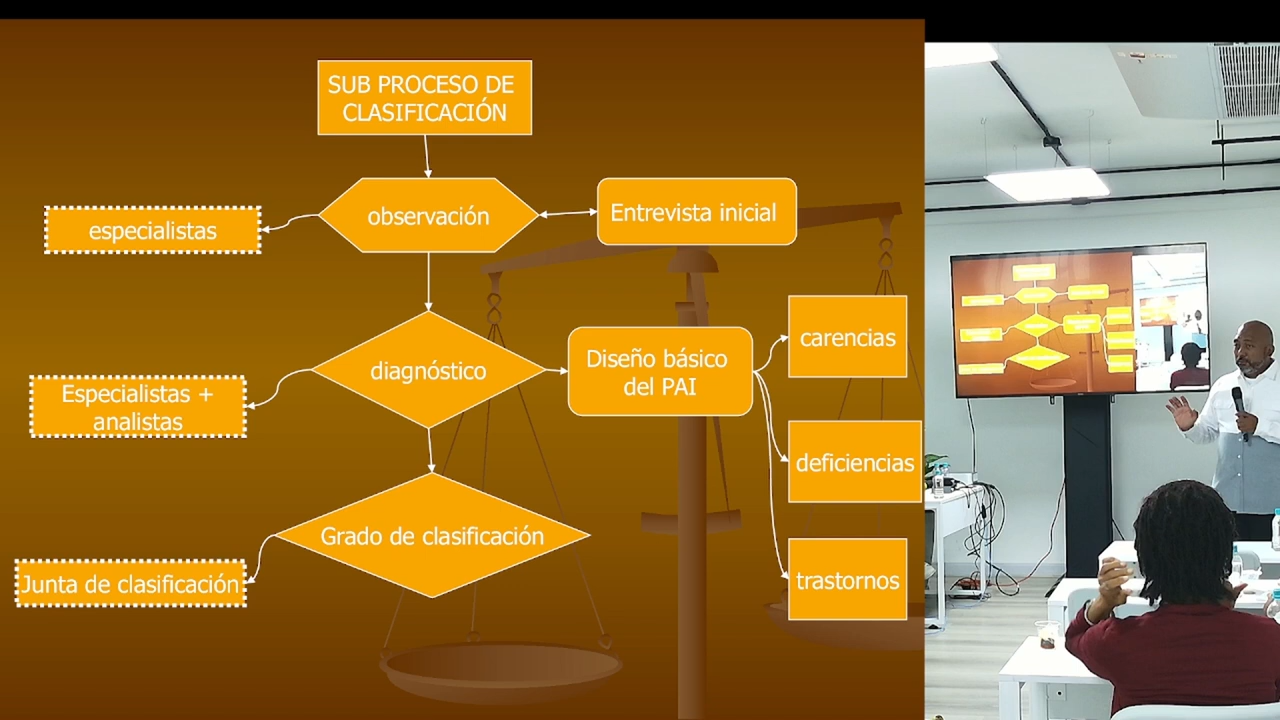 SUB PROCESO DE
CLASIFICACIÓN
observación
Entrevista inicial
especialistas
diagnóstico
Diseño básico
del PAI
carencias
Especialistas +
analistas
deficiencias
Grado de clasificación
Junta de clasificación
trastornos